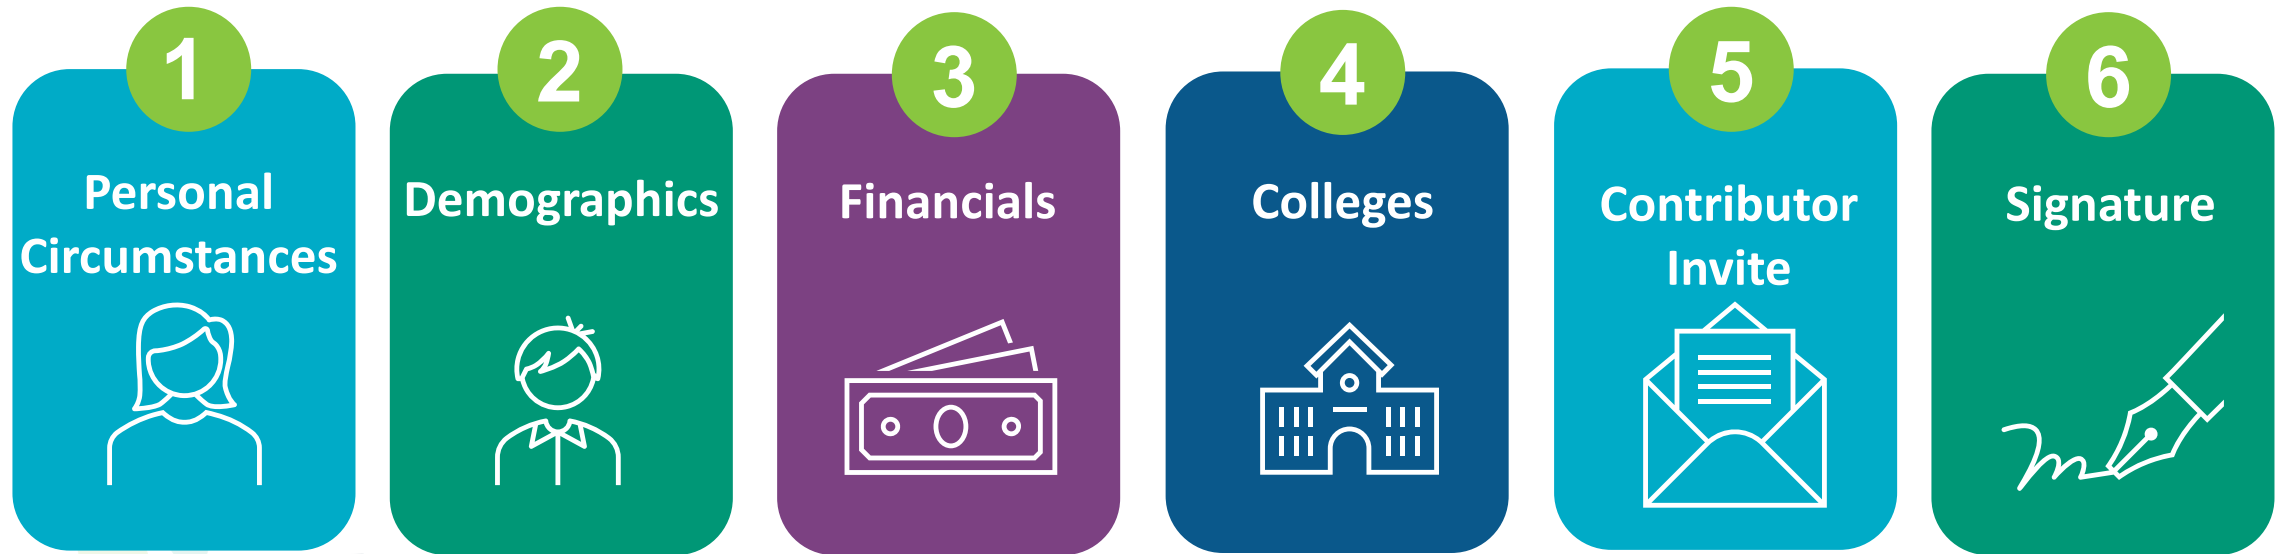 1
Personal
Circumstances
2
Demographics
3
Financials
4
Colleges
5
Contributor
Invite
6
Signature